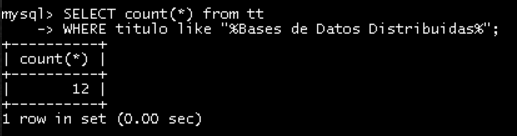 mysql> SELECT count(*) from tt
    -> WHERE titulo like "%Bases de Datos Distribuidas%";
+----------+
| count(*) |
+----------+
|       12 |
+----------+
1 row in set (0.00 sec)